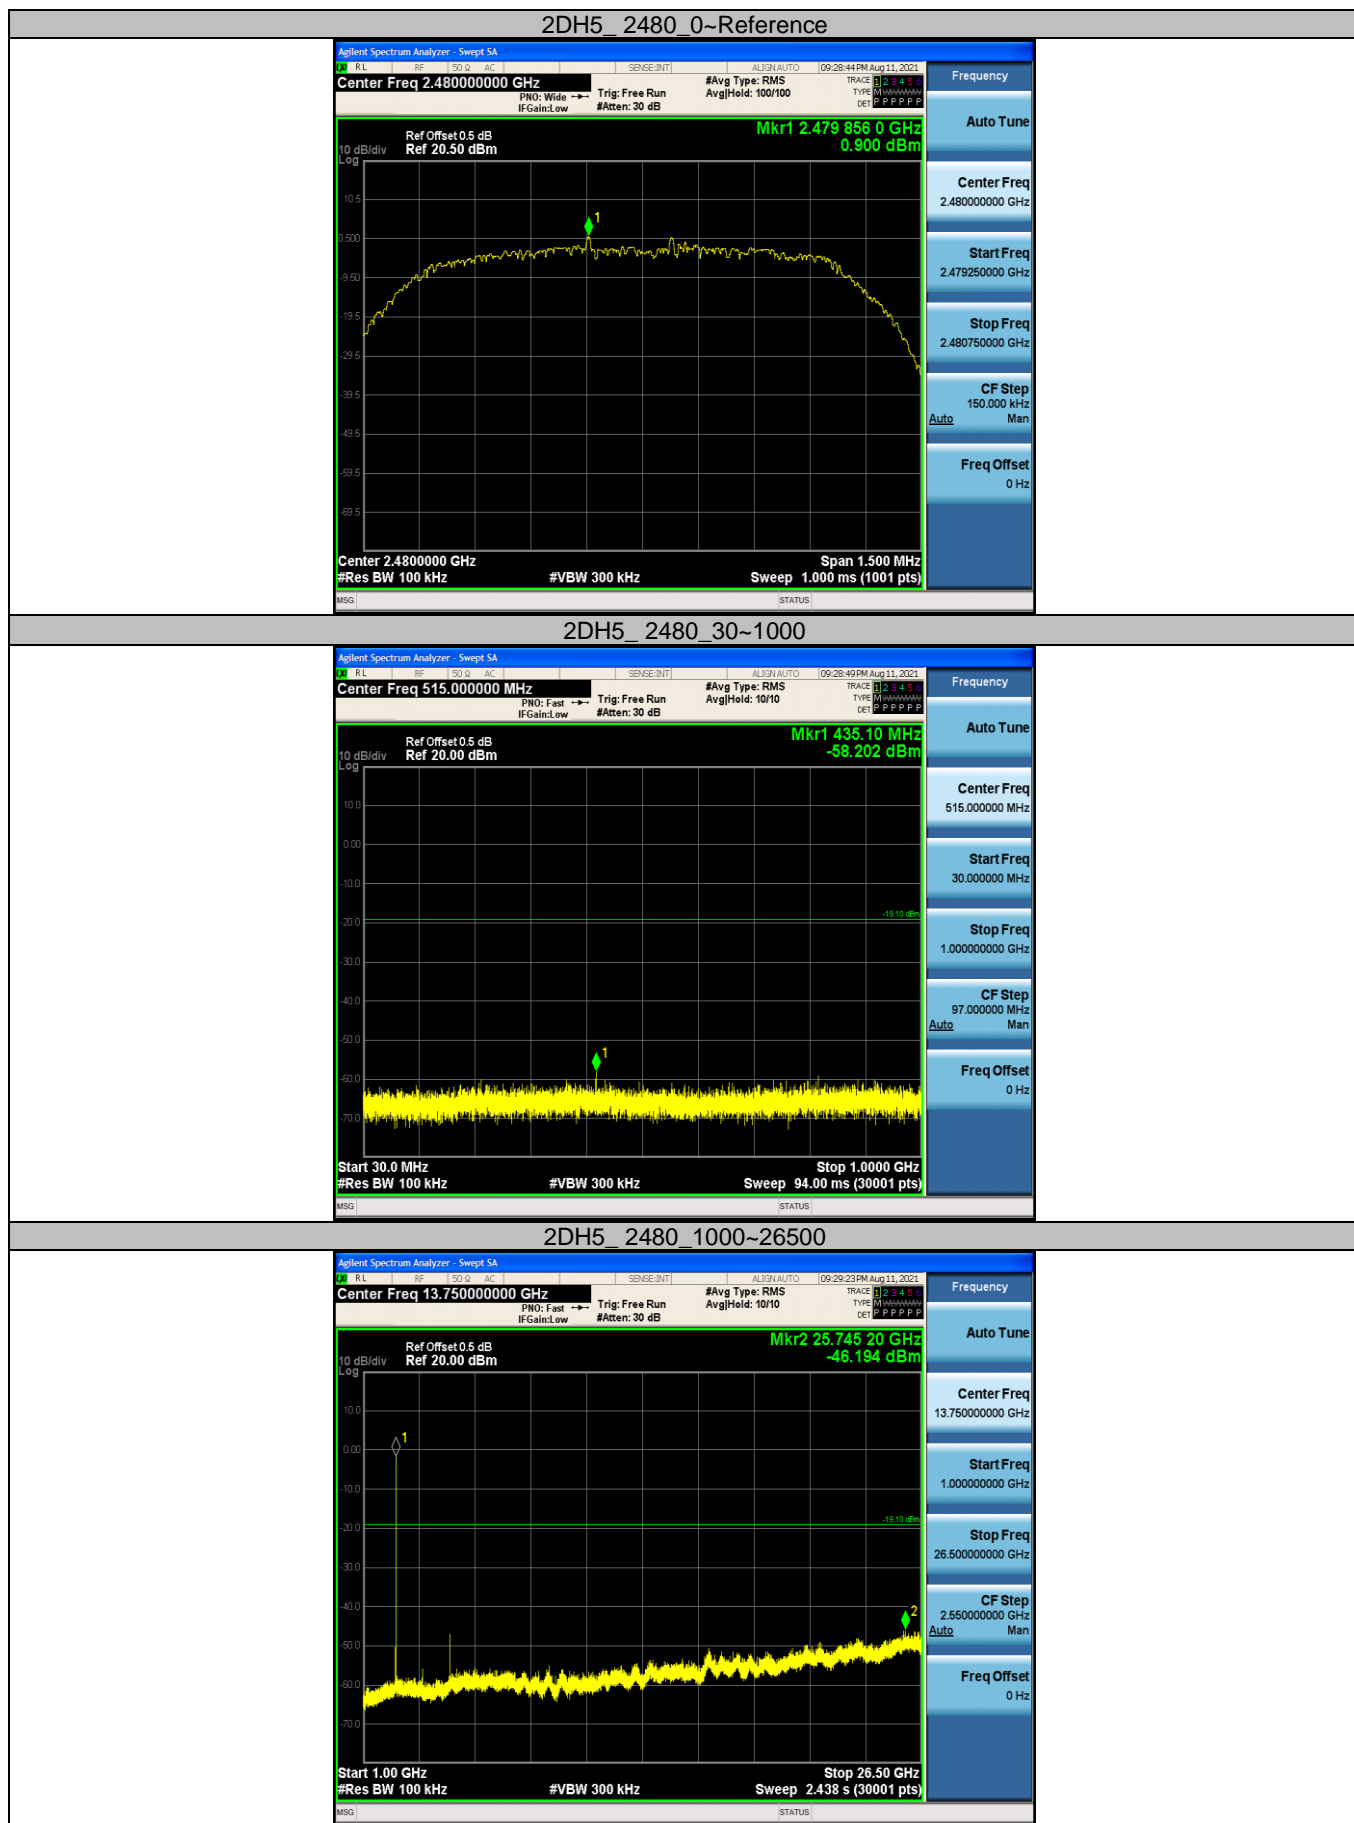 2DH5_ 2480_0~Reference
Agilent Spectrum Analyzer - Swept SA
RL RF 50 Ω AC SENSE:INT ALIGN AUTO 09:28:44 PM Aug 11, 2021
Center Freq 2.480000000 GHz
#Avg Type: RMS
TRACE 1 2 3 4 5 6
PNO: Wide
Trig: Free Run
Avg|Hold: 100/100
TYPE M
IFGain:Low
#Atten: 30 dB
DET P P P P P P
Frequency
Auto Tune
Mkr1 2.479 856 0 GHz
0.900 dBm
Ref Offset 0.5 dB
10 dB/div
Ref 20.50 dBm
Log
10.5
0.500
-9.50
-19.5
-29.5
-39.5
-49.5
-59.5
-69.5
1
Center Freq
2.480000000 GHz
Start Freq
2.479250000 GHz
Stop Freq
2.480750000 GHz
CF Step
150.000 kHz
Auto Man
Freq Offset
0 Hz
Center 2.4800000 GHz
Span 1.500 MHz
#Res BW 100 kHz
#VBW 300 kHz
Sweep 1.000 ms (1001 pts)
MSG STATUS
2DH5_ 2480_30~1000
Agilent Spectrum Analyzer - Swept SA
RL RF 50 Ω AC SENSE:INT ALIGN AUTO 09:28:49 PM Aug 11, 2021
Center Freq 515.000000 MHz
#Avg Type: RMS
TRACE 1 2 3 4 5 6
PNO: Fast
Trig: Free Run
Avg|Hold: 10/10
TYPE M
IFGain:Low
#Atten: 30 dB
DET P P P P P P
Frequency
Auto Tune
Mkr1 435.10 MHz
-58.202 dBm
Ref Offset 0.5 dB
10 dB/div
Ref 20.00 dBm
Log
10.0
0.00
-10.0
-20.0
-30.0
-40.0
-50.0
-60.0
-70.0
-19.10 dBm
1
Center Freq
515.000000 MHz
Start Freq
30.000000 MHz
Stop Freq
1.000000000 GHz
CF Step
97.000000 MHz
Auto Man
Freq Offset
0 Hz
Start 30.0 MHz
Stop 1.0000 GHz
#Res BW 100 kHz
#VBW 300 kHz
Sweep 94.00 ms (30001 pts)
MSG STATUS
2DH5_ 2480_1000~26500
Agilent Spectrum Analyzer - Swept SA
RL RF 50 Ω AC SENSE:INT ALIGN AUTO 09:29:23 PM Aug 11, 2021
Center Freq 13.750000000 GHz
#Avg Type: RMS
TRACE 1 2 3 4 5 6
PNO: Fast
Trig: Free Run
Avg|Hold: 10/10
TYPE M
IFGain:Low
#Atten: 30 dB
DET P P P P P P
Frequency
Auto Tune
Mkr2 25.745 20 GHz
-46.194 dBm
Ref Offset 0.5 dB
10 dB/div
Ref 20.00 dBm
Log
10.0
0.00
-10.0
-20.0
-30.0
-40.0
-50.0
-60.0
-70.0
1
-19.10 dBm
2
Center Freq
13.750000000 GHz
Start Freq
1.000000000 GHz
Stop Freq
26.500000000 GHz
CF Step
2.550000000 GHz
Auto Man
Freq Offset
0 Hz
Start 1.00 GHz
Stop 26.50 GHz
#Res BW 100 kHz
#VBW 300 kHz
Sweep 2.438 s (30001 pts)
MSG STATUS